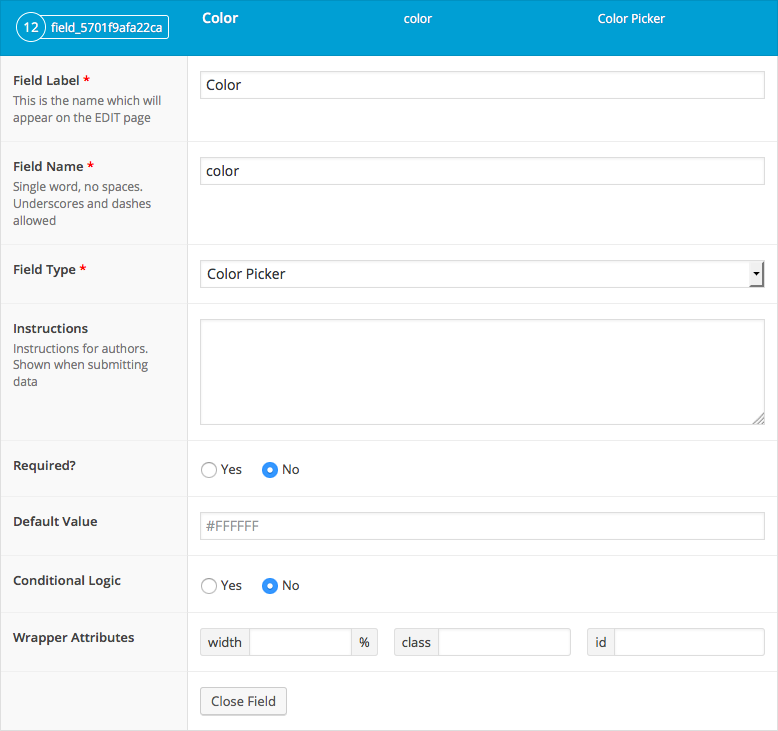 12 field_5701f9afa22ca Color color Color Picker
Field Label *
This is the name which will
appear on the EDIT page
Color
Field Name *
Single word, no spaces.
Underscores and dashes
allowed
color
Field Type *
Color Picker
Instructions
Instructions for authors.
Shown when submitting
data
Required?
Yes No
Default Value
#FFFFFF
Conditional Logic
Yes No
Wrapper Attributes
width % class id
Close Field